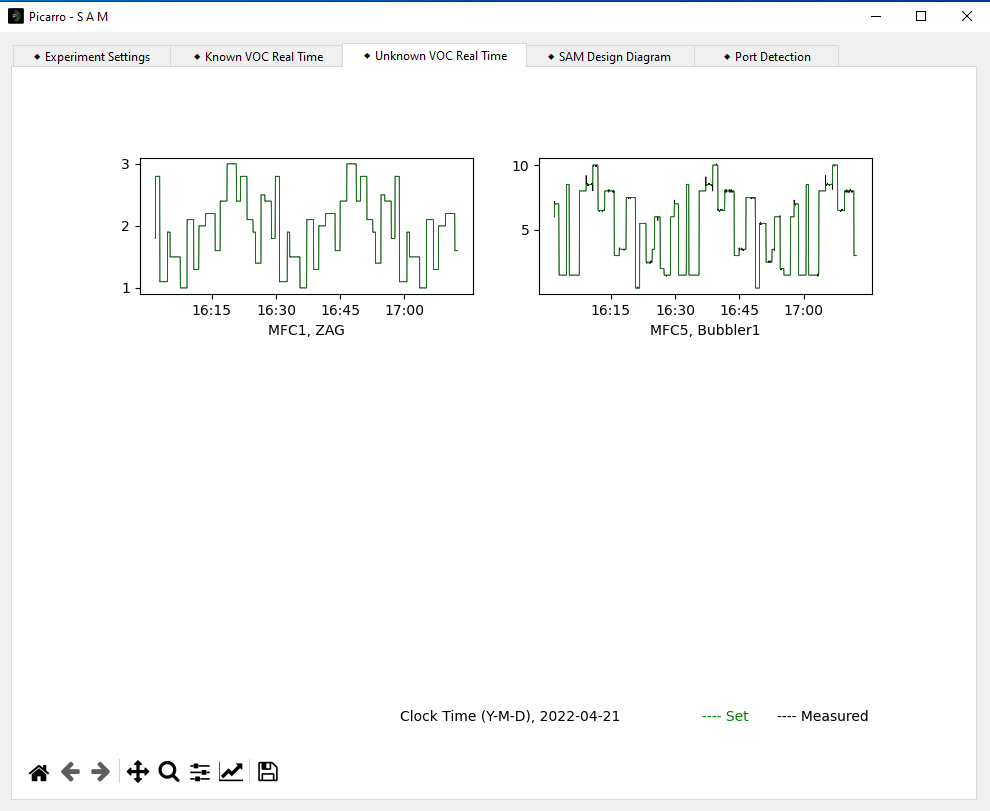 Picarro - S A M
◆ Experiment Settings ◆ Known VOC Real Time ◆ Unknown VOC Real Time ◆ SAM Design Diagram ◆ Port Detection
3
2
1
16:15 16:30 16:45 17:00
MFC1, ZAG
10
5
16:15 16:30 16:45 17:00
MFC5, Bubbler1
Clock Time (Y-M-D), 2022-04-21 ---- Set ---- Measured